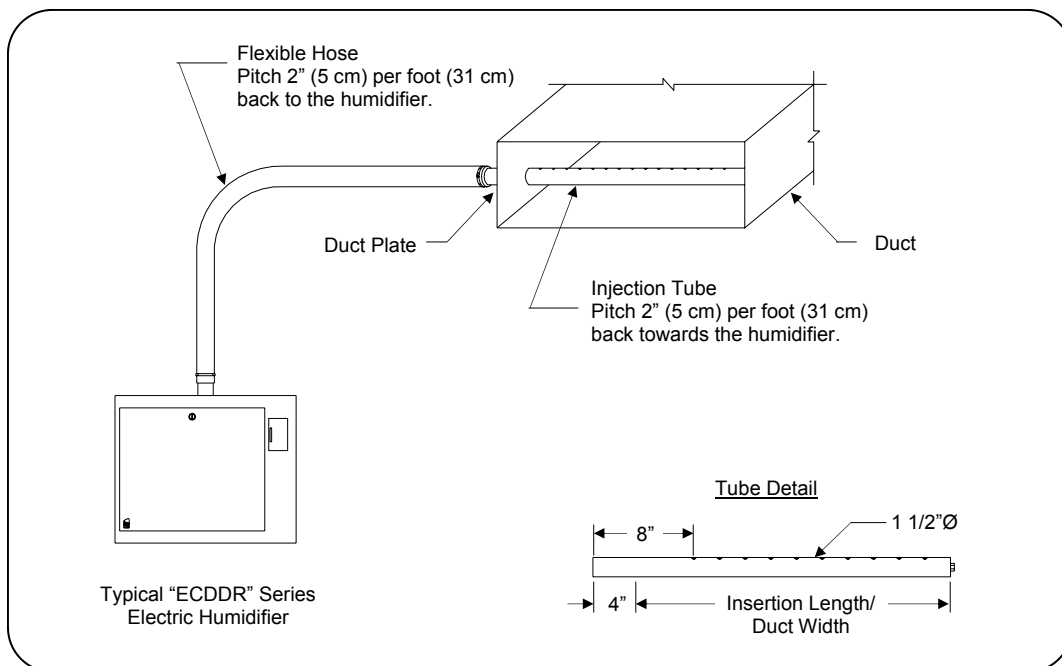 Flexible Hose
Pitch 2” (5 cm) per foot (31 cm)
back to the humidifier.
Duct Plate
Duct
Injection Tube
Pitch 2” (5 cm) per foot (31 cm)
back towards the humidifier.
Typical “ECDDR” Series
Electric Humidifier
Tube Detail
1 1/2”Ø
8”
4”
Insertion Length/
Duct Width